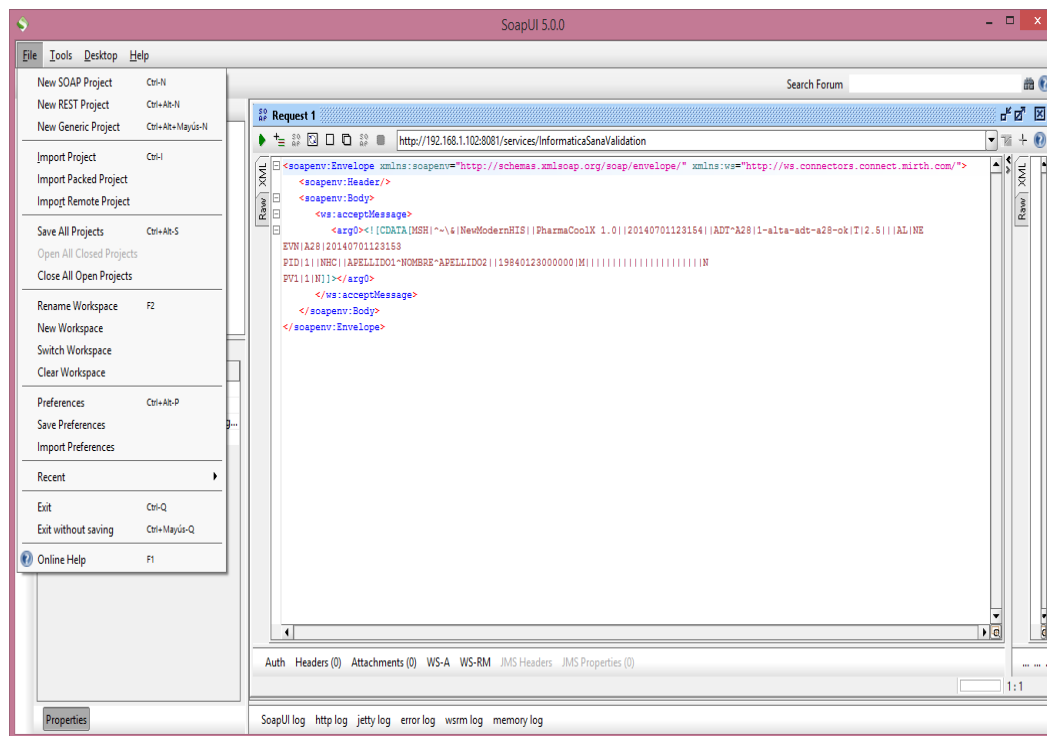 SoapUI 5.0.0
File Tools Desktop Help
New SOAP Project Ctrl-N
New REST Project Ctrl+Alt-N
New Generic Project Ctrl+Alt+Mayús-N
Import Project Ctrl-I
Import Packed Project
Import Remote Project
Save All Projects Ctrl+Alt-S
Open All Closed Projects
Close All Open Projects
Rename Workspace F2
New Workspace
Switch Workspace
Clear Workspace
Preferences Ctrl+Alt-P
Save Preferences
Import Preferences
Recent
Exit Ctrl-Q
Exit without saving Ctrl+Mayús-Q
Online Help F1
g...
Properties
Search Forum
Request 1
http://192.168.1.102:8081/services/InformaticaSanaValidation
XML
Raw
<soapenv:Envelope xmlns:soapenv="http://schemas.xmlsoap.org/soap/envelope/" xmlns:ws="http://ws.connectors.connect.mirth.com/">
<soapenv:Header/>
<soapenv:Body>
<ws:acceptMessage>
<arg0><![CDATA[MSH|^~\&|NewModernHIS||PharmaCoolX 1.0||20140701123154||ADT^A28|1-alta-adt-a28-ok|T|2.5|||AL|NE
EVN|A28|20140701123153
PID|1||NHC||APELLIDO1^NOMBRE^APELLIDO2||19840123000000|M||||||||||||||||||||||N
PV1|1|N]]></arg0>
</ws:acceptMessage>
</soapenv:Body>
</soapenv:Envelope>
XML
Raw
Auth Headers (0) Attachments (0) WS-A WS-RM JMS Headers JMS Properties (0)
... ... .
1 : 1
SoapUI log http log jetty log error log wsrm log memory log